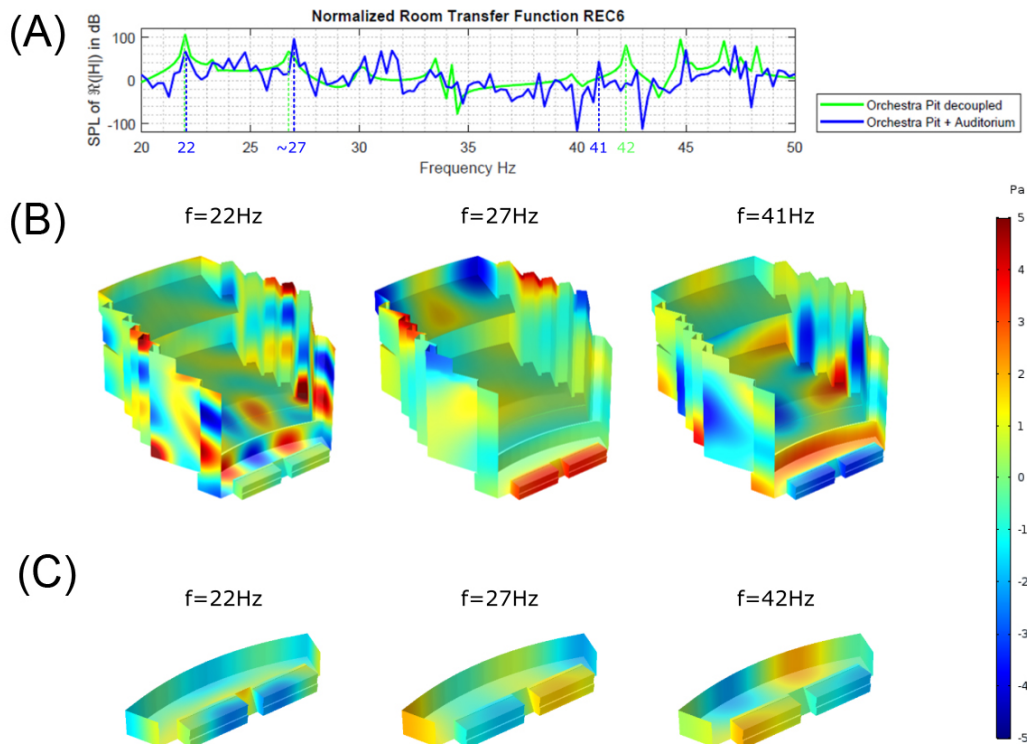 (A)
Normalized Room Transfer Function REC6
SPL of ℜ(|H|) in dB
100
0
-100
20 25 30 35 40 45 50
22 ~27 41 42
Frequency Hz
Orchestra Pit decoupled
Orchestra Pit + Auditorium
(B)
f=22Hz f=27Hz f=41Hz
Pa
5
4
3
2
1
0
-1
-2
-3
-4
-5
(C)
f=22Hz f=27Hz f=42Hz